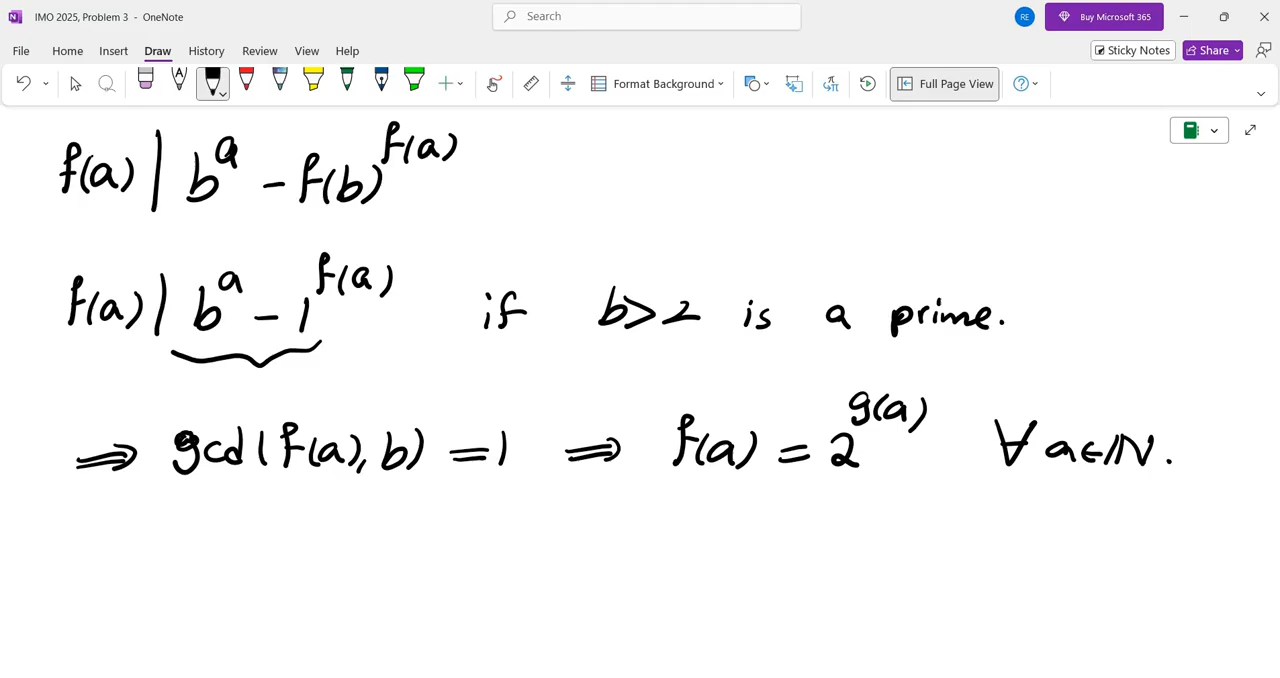 IMO 2025, Problem 3 - OneNote
Search
RE
Buy Microsoft 365
File Home Insert Draw History Review View Help
Sticky Notes
Share
A
Format Background
Full Page View
f(a) | b^a - f(b)^f(a)
f(a) | b^a - 1^f(a) if b>2 is a prime.
⇒ gcd(f(a), b) = 1 ⇒ f(a) = 2^g(a) ∀ a∈ℕ.